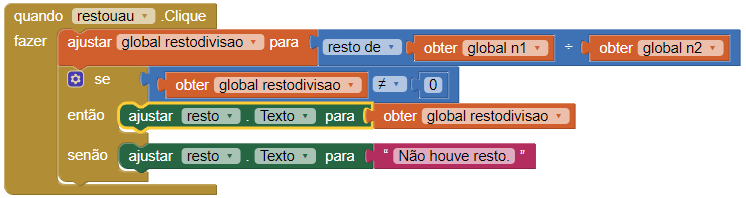 quando restouau .Clique
fazer ajustar global restodivisao para resto de obter global n1 ÷ obter global n2
se obter global restodivisao ≠ 0
então ajustar resto . Texto para obter global restodivisao
senão ajustar resto . Texto para “ Não houve resto. ”